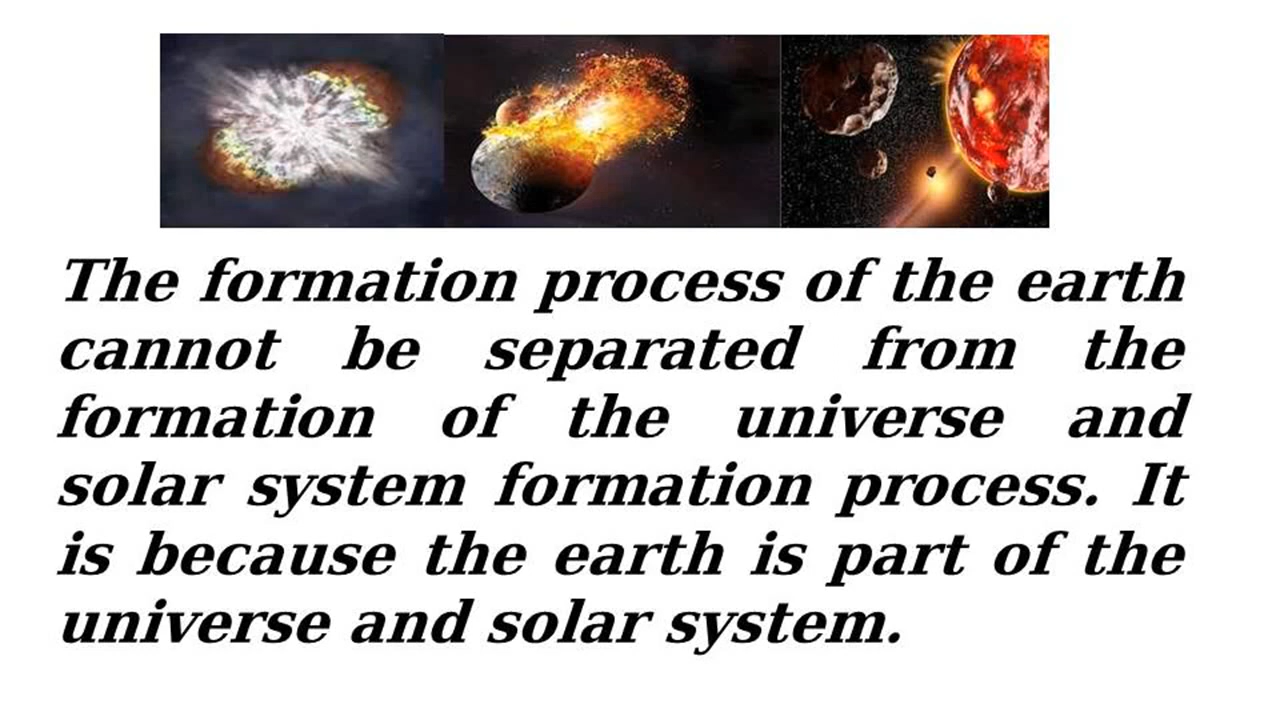 The formation process of the earth
cannot be separated from the
formation of the universe and
solar system formation process. It
is because the earth is part of the
universe and solar system.